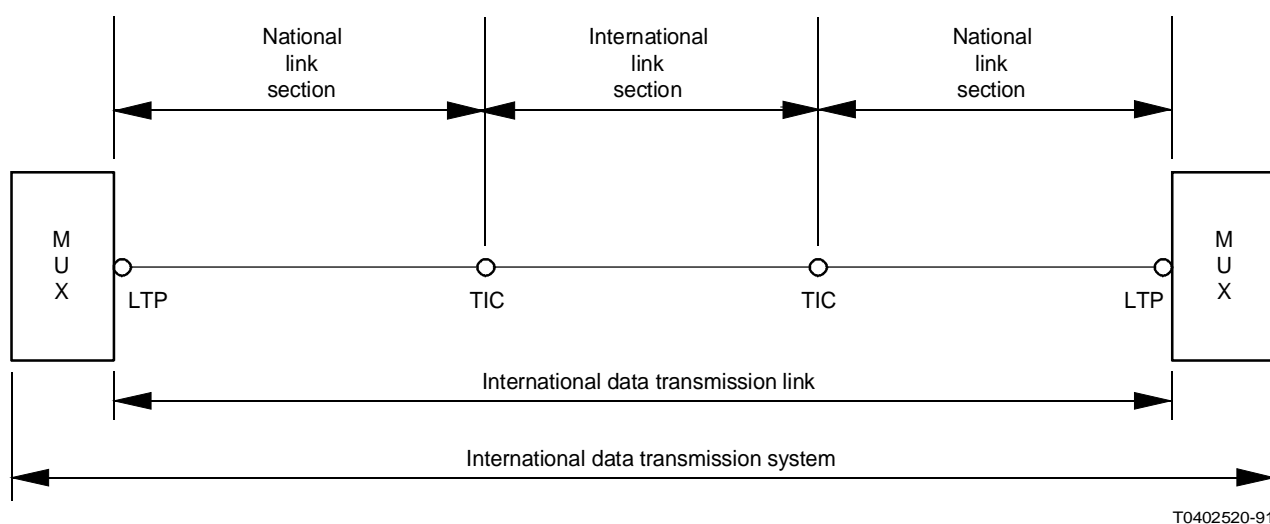 National
link
section
International
link
section
National
link
section
M
U
X
M
U
X
LTP
TIC
TIC
LTP
International data transmission link
International data transmission system
T0402520-91